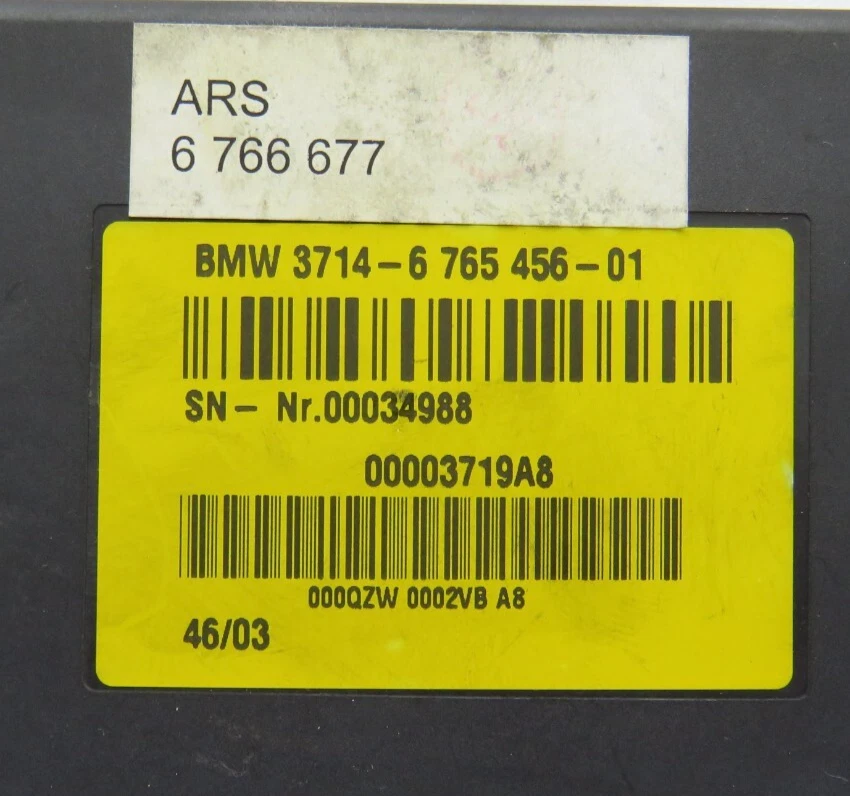 ARS
6 766 677
BMW 3714-6 765 456-01
SN- Nr.00034988
00003719A8
000QZW 0002VB A8
46/03